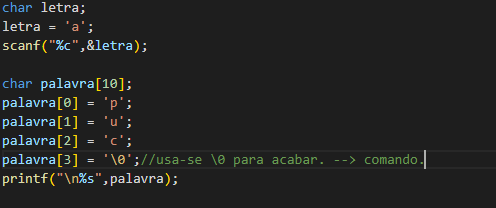 char letra;
letra = 'a';
scanf("%c",&letra);
char palavra[10];
palavra[0] = 'p';
palavra[1] = 'u';
palavra[2] = 'c';
palavra[3] = '\0';//usa-se \0 para acabar. --> comando.
printf("\n%s",palavra);